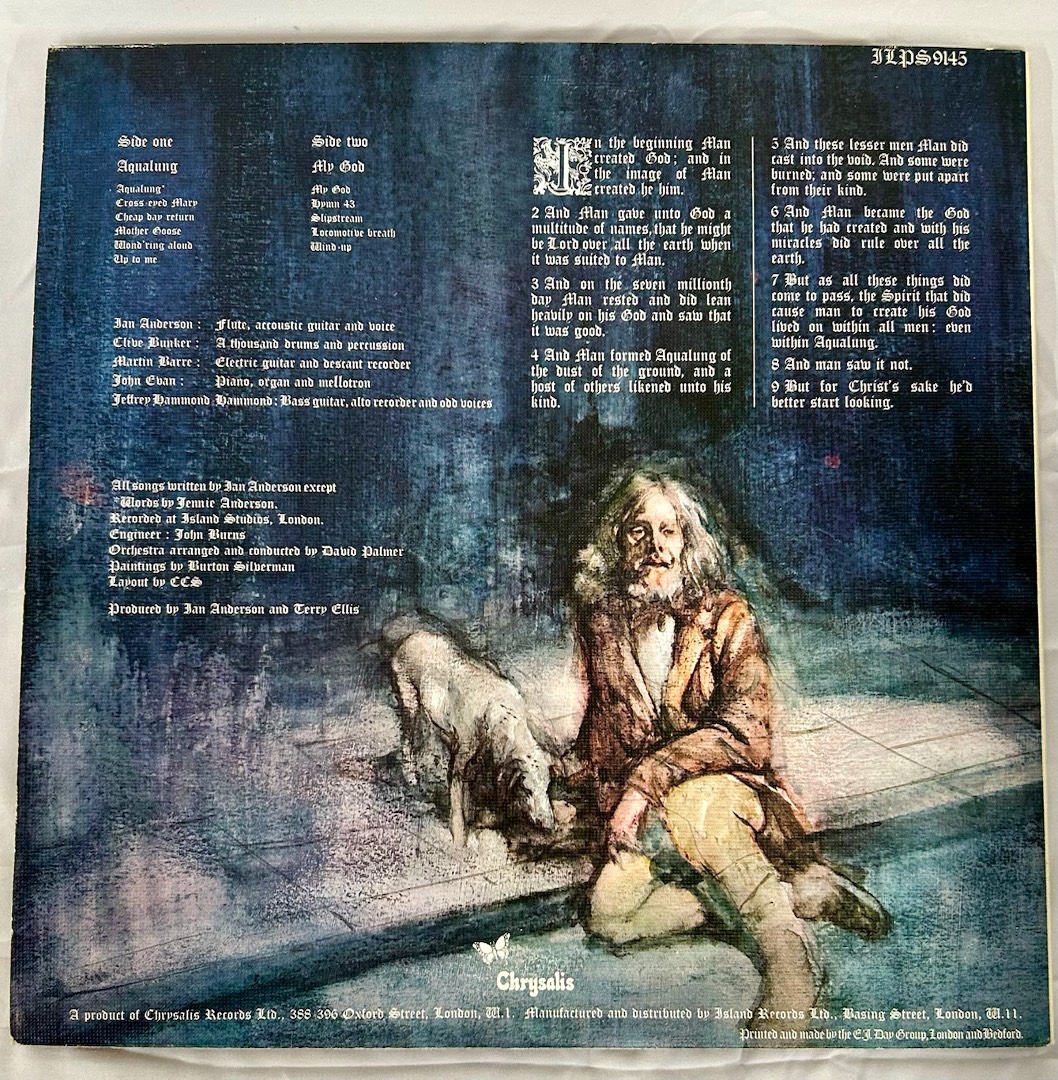 ILPS 9145
Side one
Aqualung
Aqualung*
Cross-eyed Mary
Cheap day return
Mother Goose
Wond'ring aloud
Up to me
Side two
My God
My God
Hymn 43
Slipstream
Locomotive breath
Wind-up
Ian Anderson : Flute, accoustic guitar and voice
Clive Bunker : A thousand drums and percussion
Martin Barre : Electric guitar and descant recorder
John Evan : Piano, organ and mellotron
Jeffrey Hammond Hammond : Bass guitar, alto recorder and odd voices
All songs written by Ian Anderson except
*Words by Jennie Anderson.
Recorded at Island Studios, London.
Engineer : John Burns
Orchestra arranged and conducted by David Palmer
Paintings by Burton Silverman
Layout by CCS
Produced by Ian Anderson and Terry Ellis
In the beginning Man
created God; and in
the image of Man
created he him.
2 And Man gave unto God a
multitude of names, that he might
be Lord over all the earth when
it was suited to Man.
3 And on the seven millionth
day Man rested and did lean
heavily on his God and saw that
it was good.
4 And Man formed Aqualung of
the dust of the ground, and a
host of others likened unto his
kind.
5 And these lesser men Man did
cast into the void. And some were
burned; and some were put apart
from their kind.
6 And Man became the God
that he had created and with his
miracles did rule over all the
earth.
7 But as all these things did
come to pass, the Spirit that did
cause man to create his God
lived on within all men : even
within Aqualung.
8 And man saw it not.
9 But for Christ's sake he'd
better start looking.
Chrysalis
A product of Chrysalis Records Ltd., 388-396 Oxford Street, London, W.1. Manufactured and distributed by Island Records Ltd., Basing Street, London, W.11.
Printed and made by the E.J. Day Group, London and Bedford.